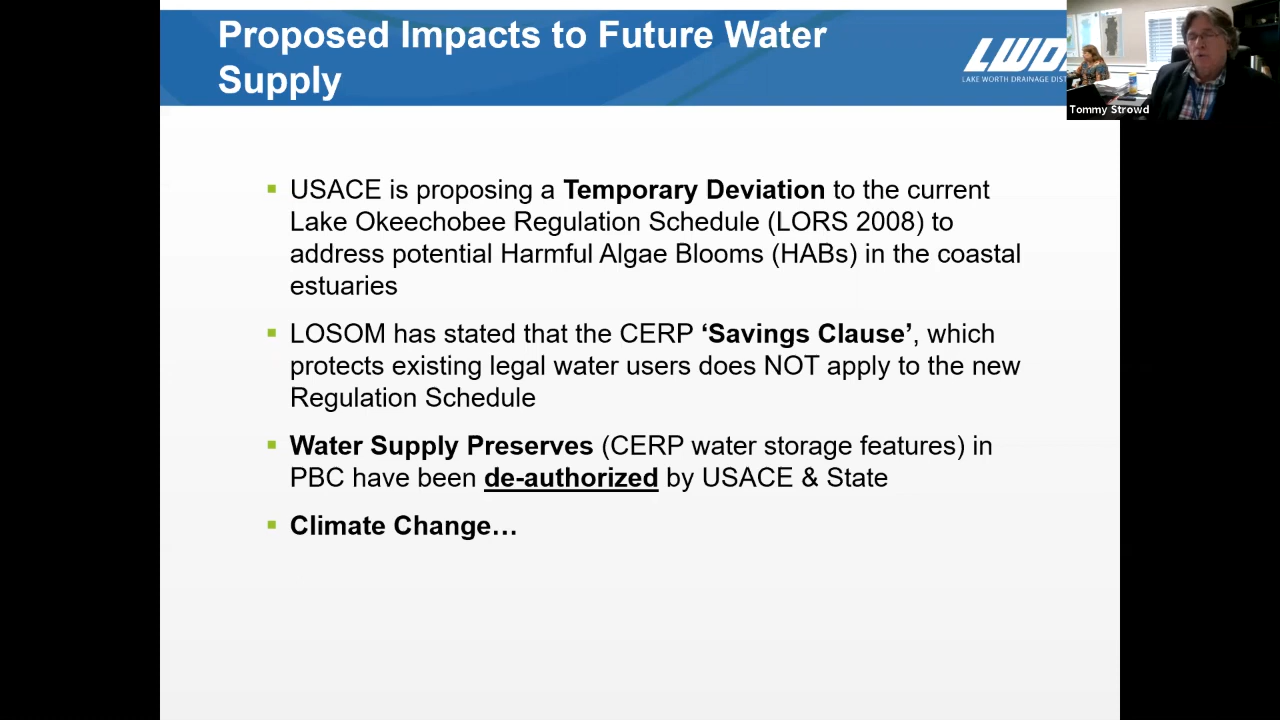 Proposed Impacts to Future Water
Supply
LWD
LAKE WORTH DRAINAGE DIST
Tommy Strowd
▪ USACE is proposing a Temporary Deviation to the current
Lake Okeechobee Regulation Schedule (LORS 2008) to
address potential Harmful Algae Blooms (HABs) in the coastal
estuaries
▪ LOSOM has stated that the CERP ‘Savings Clause’, which
protects existing legal water users does NOT apply to the new
Regulation Schedule
▪ Water Supply Preserves (CERP water storage features) in
PBC have been de-authorized by USACE & State
▪ Climate Change…